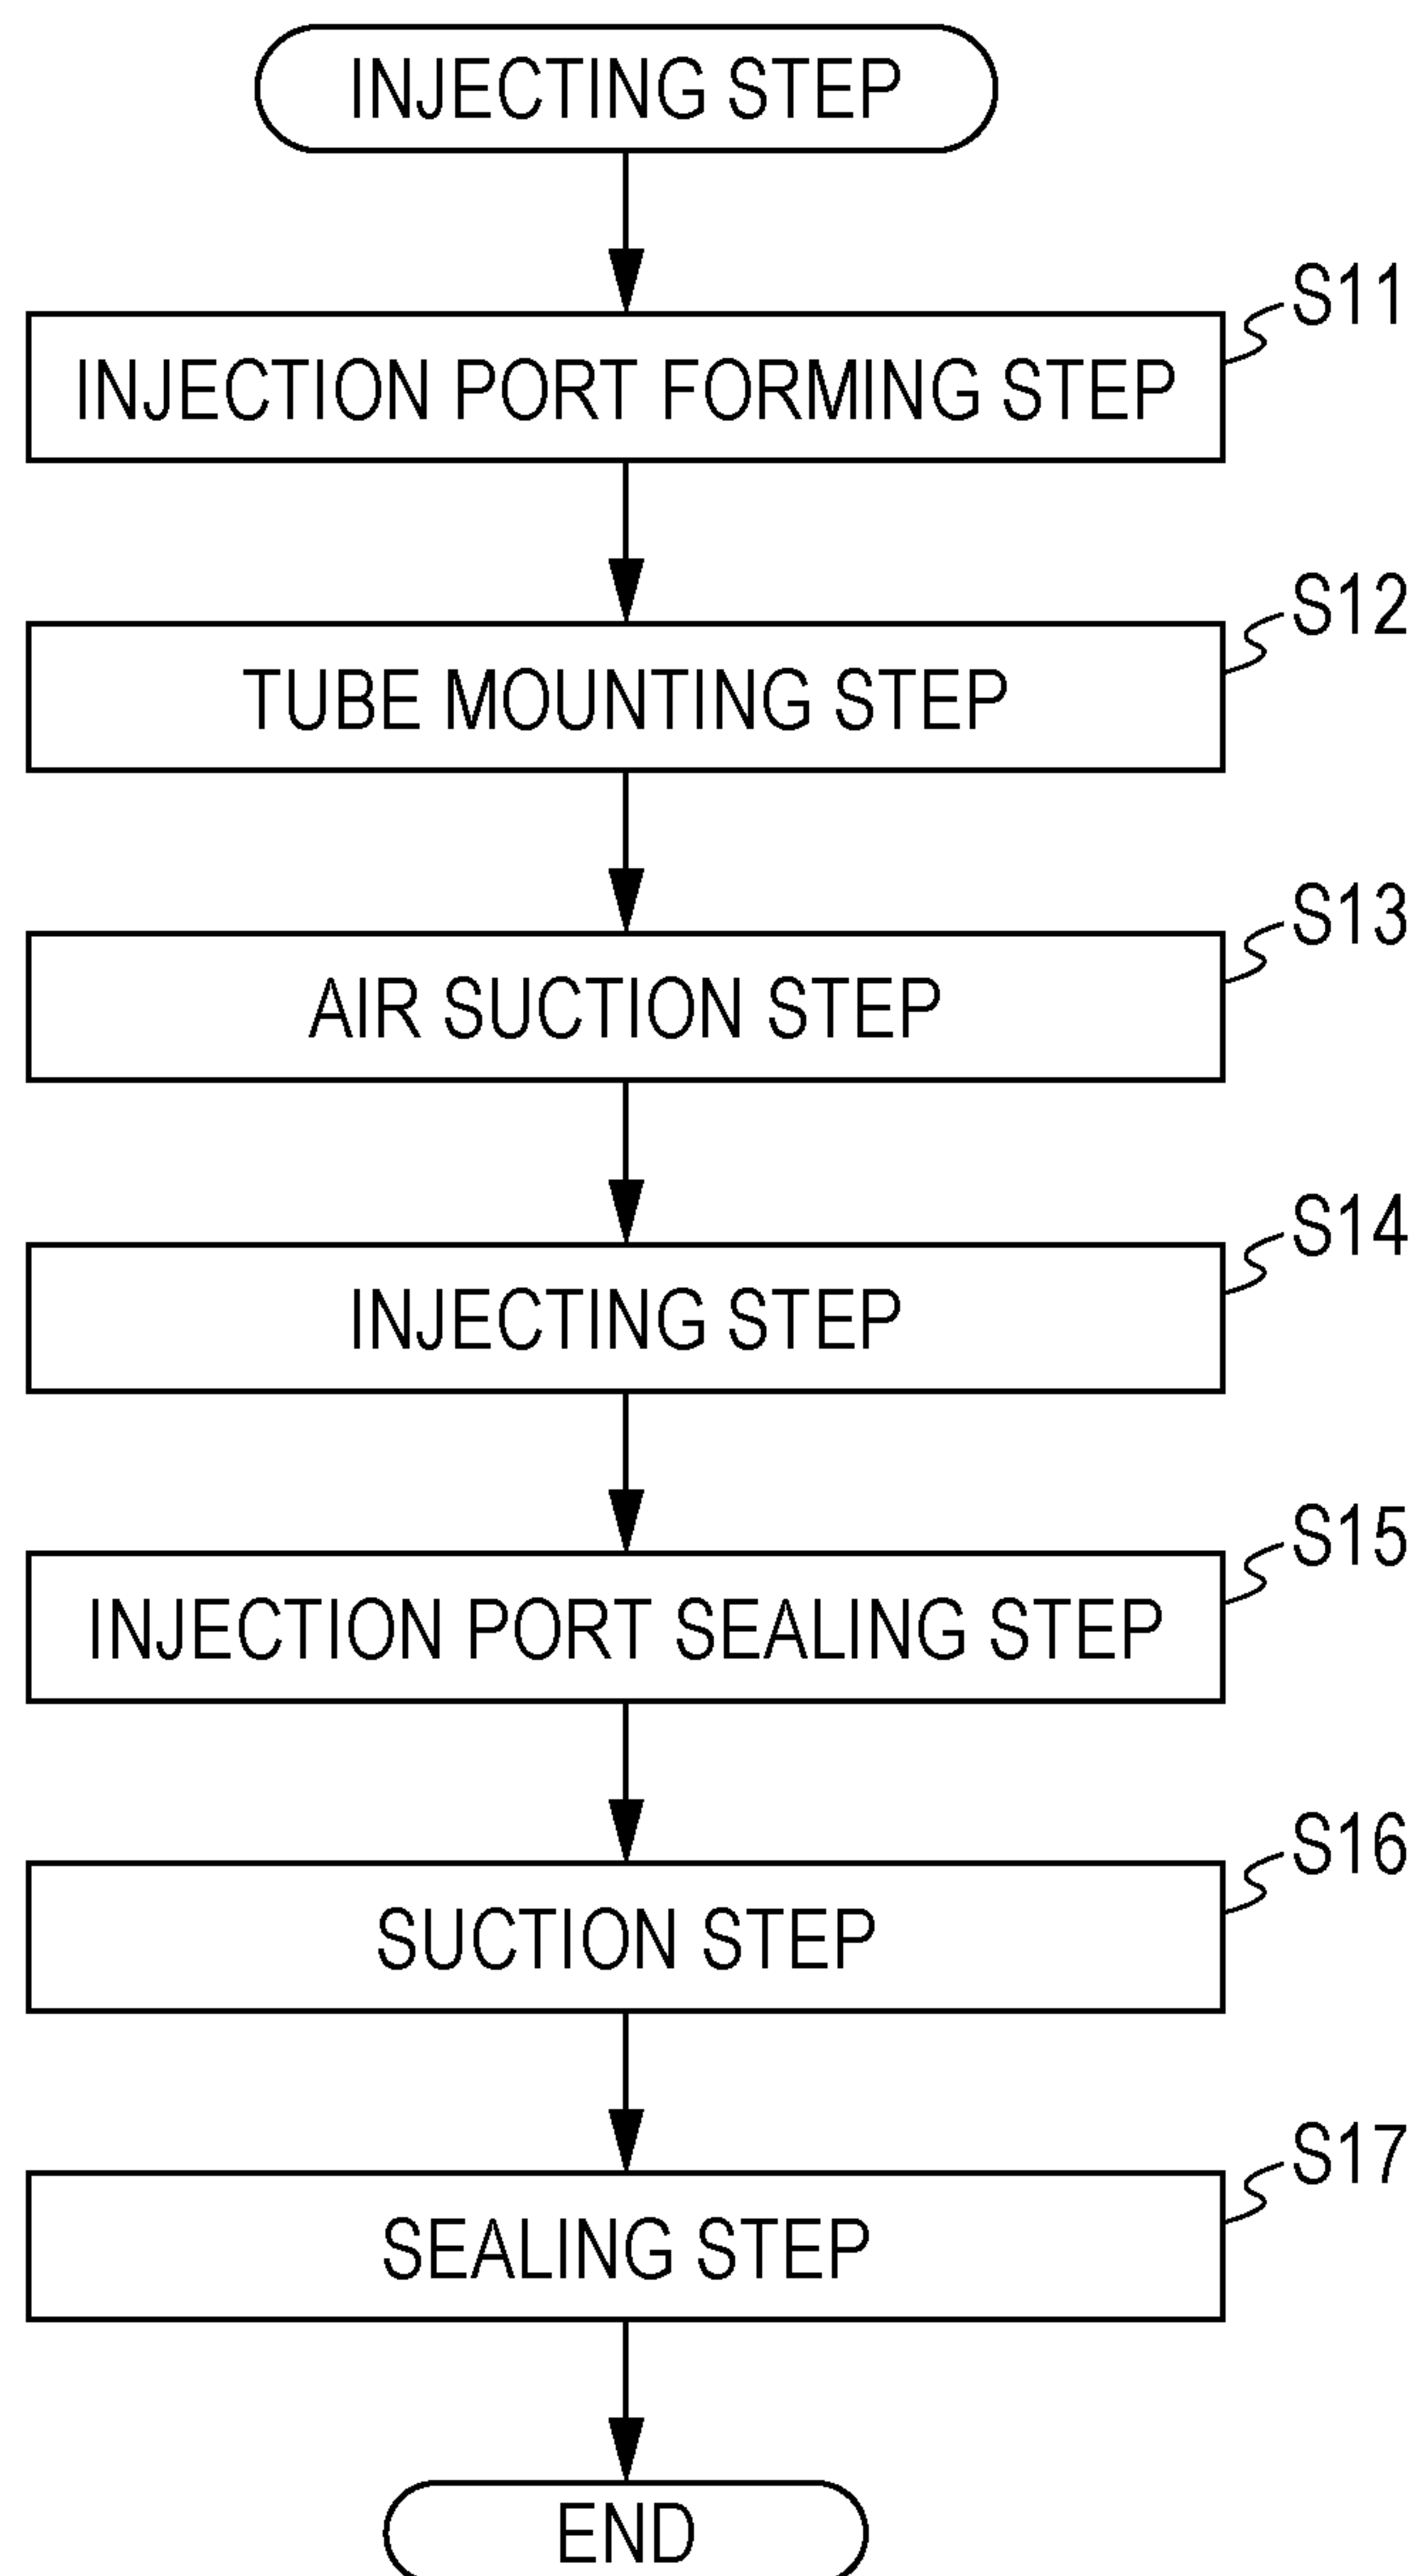 INJECTING STEP
S11
INJECTION PORT FORMING STEP
S12
TUBE MOUNTING STEP
S13
AIR SUCTION STEP
S14
INJECTING STEP
S15
INJECTION PORT SEALING STEP
S16
SUCTION STEP
S17
SEALING STEP
END